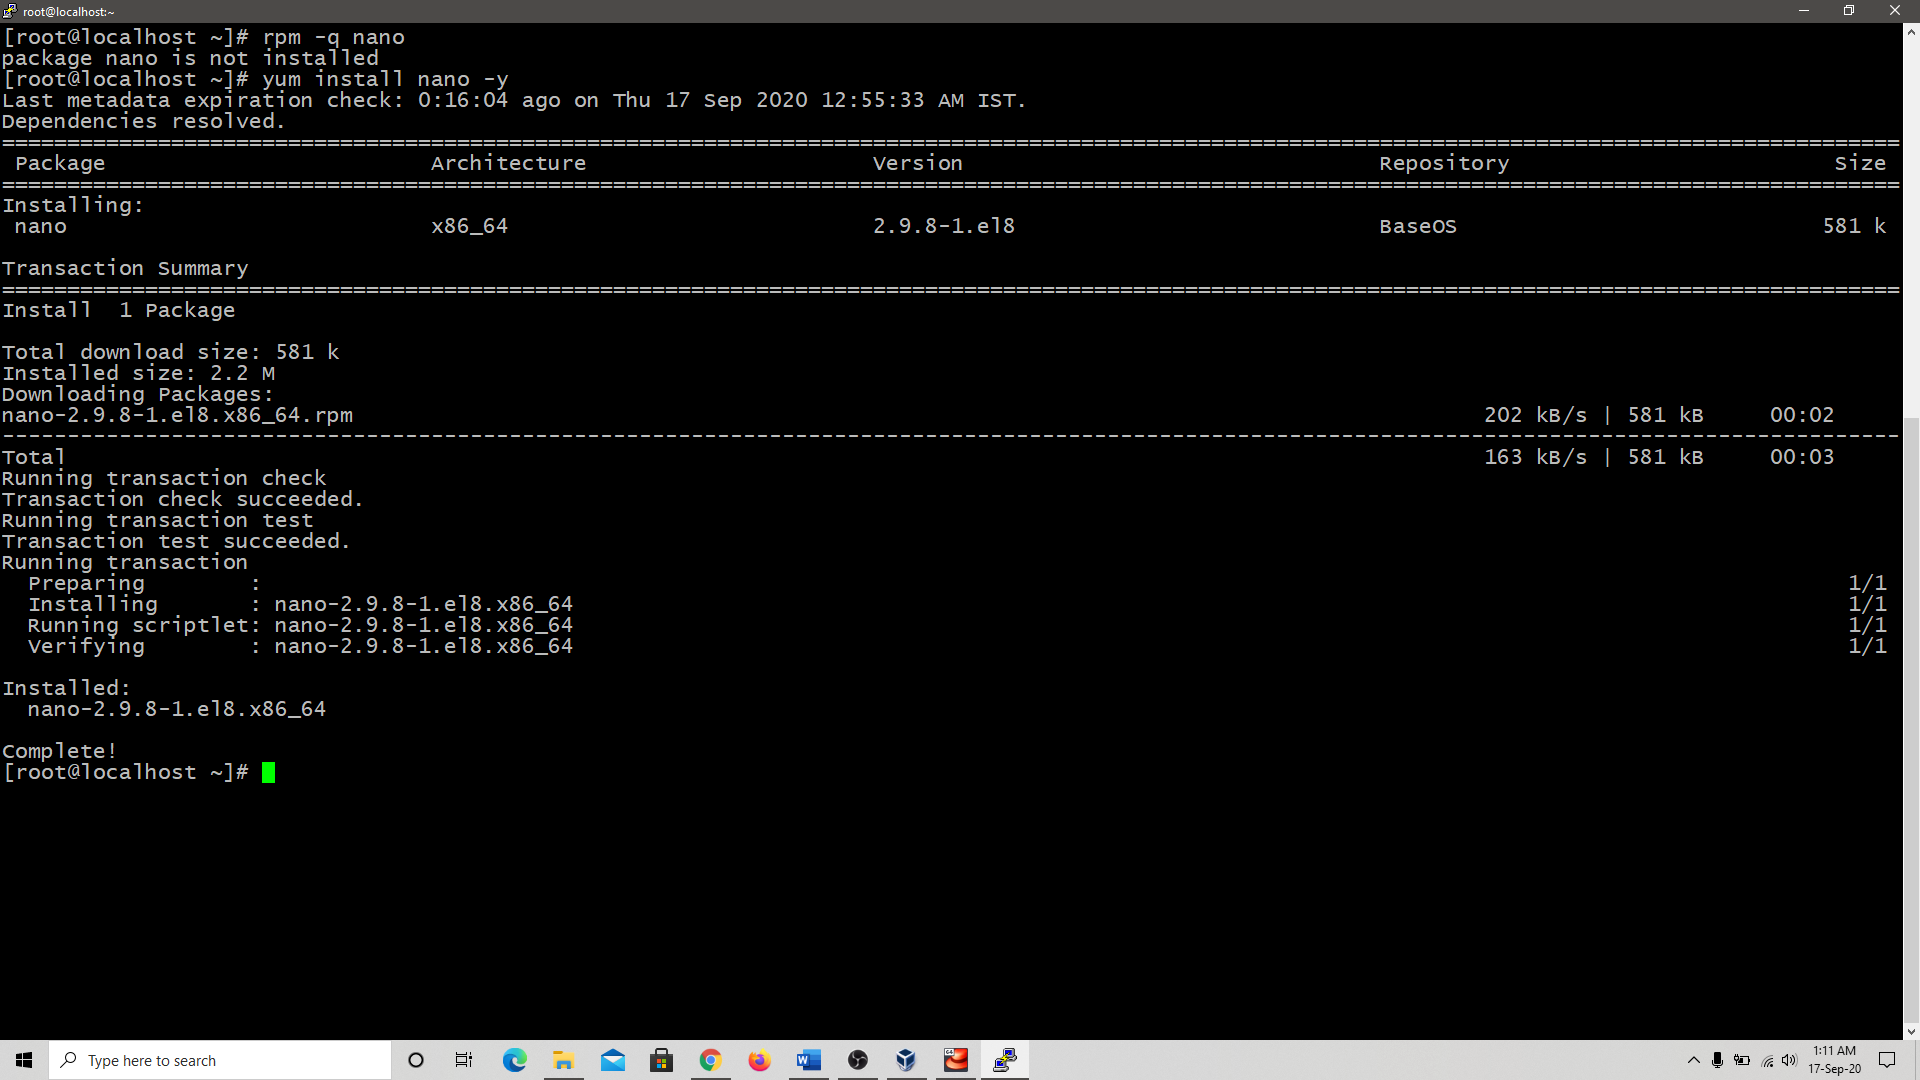 root@localhost:~
[root@localhost ~]# rpm -q nano
package nano is not installed
[root@localhost ~]# yum install nano -y
Last metadata expiration check: 0:16:04 ago on Thu 17 Sep 2020 12:55:33 AM IST.
Dependencies resolved.
Package Architecture Version Repository Size
Installing:
nano x86_64 2.9.8-1.el8 BaseOS 581 k
Transaction Summary
Install  1 Package
Total download size: 581 k
Installed size: 2.2 M
Downloading Packages:
nano-2.9.8-1.el8.x86_64.rpm 202 kB/s | 581 kB 00:02
Total 163 kB/s | 581 kB 00:03
Running transaction check
Transaction check succeeded.
Running transaction test
Transaction test succeeded.
Running transaction
Preparing : 1/1
Installing : nano-2.9.8-1.el8.x86_64 1/1
Running scriptlet: nano-2.9.8-1.el8.x86_64 1/1
Verifying : nano-2.9.8-1.el8.x86_64 1/1
Installed:
nano-2.9.8-1.el8.x86_64
Complete!
[root@localhost ~]#
Type here to search
1:11 AM
17-Sep-20